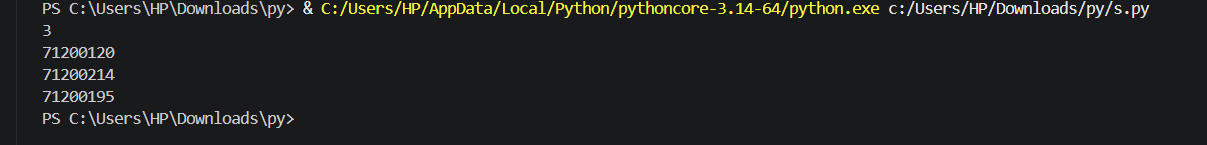 PS C:\Users\HP\Downloads\py> & C:/Users/HP/AppData/Local/Python/pythoncore-3.14-64/python.exe c:/Users/HP/Downloads/py/s.py
3
71200120
71200214
71200195
PS C:\Users\HP\Downloads\py>